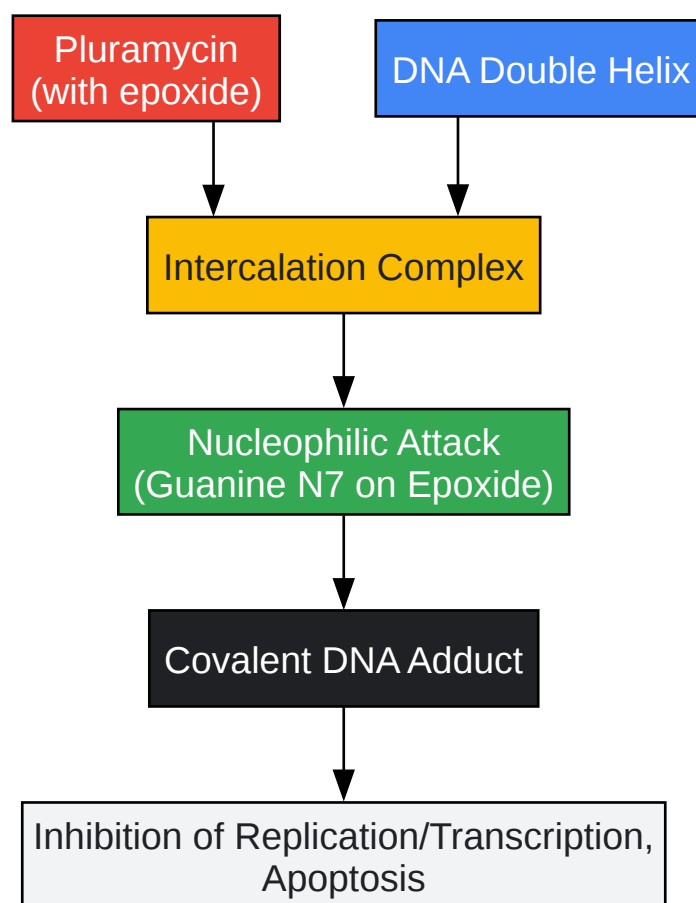 Pluramycin
(with epoxide)
DNA Double Helix
Intercalation Complex
Nucleophilic Attack
(Guanine N7 on Epoxide)
Covalent DNA Adduct
Inhibition of Replication/Transcription,
Apoptosis